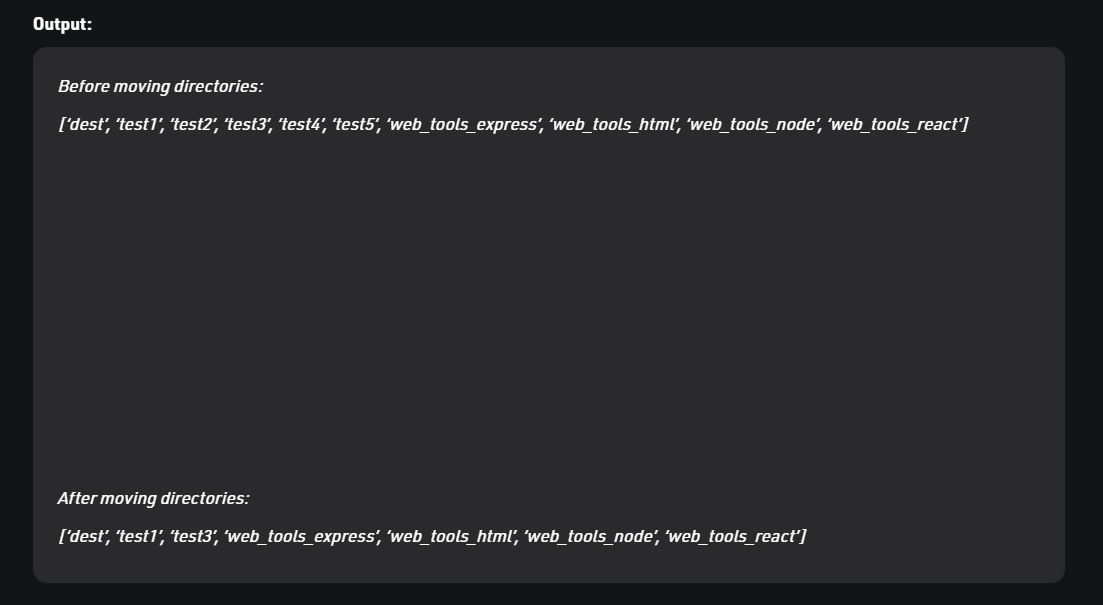 Output:
Before moving directories:
[‘dest’, ‘test1’, ‘test2’, ‘test3’, ‘test4’, ‘test5’, ‘web_tools_express’, ‘web_tools_html’, ‘web_tools_node’, ‘web_tools_react’]
After moving directories:
[‘dest’, ‘test1’, ‘test3’, ‘web_tools_express’, ‘web_tools_html’, ‘web_tools_node’, ‘web_tools_react’]